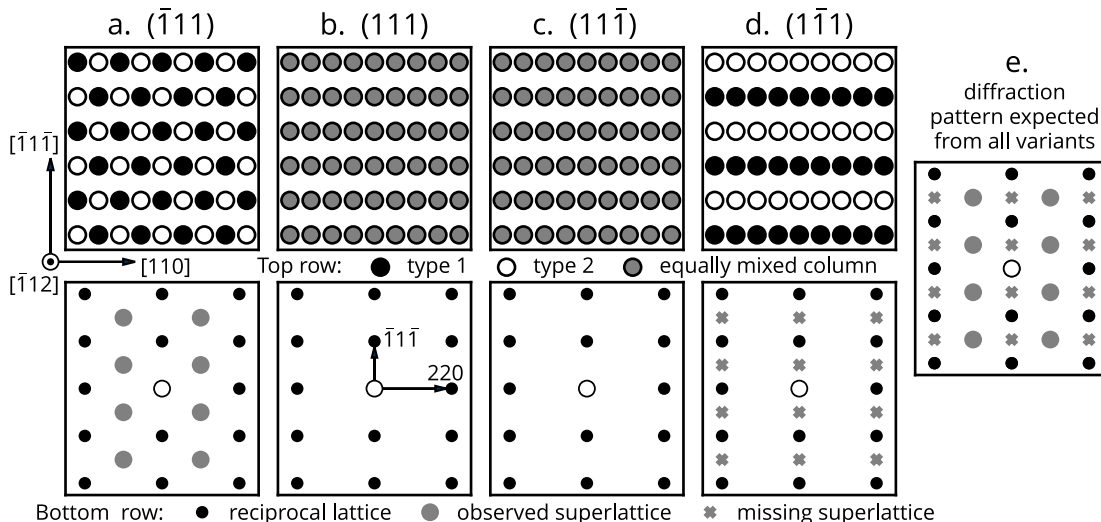 a. (1̄11)
b. (111)
c. (111̄)
d. (11̄1)
e.
diffraction
pattern expected
from all variants
[1̄11̄]
[110]
[1̄12]
Top row: type 1 type 2 equally mixed column
1̄11̄
220
Bottom row: reciprocal lattice observed superlattice missing superlattice